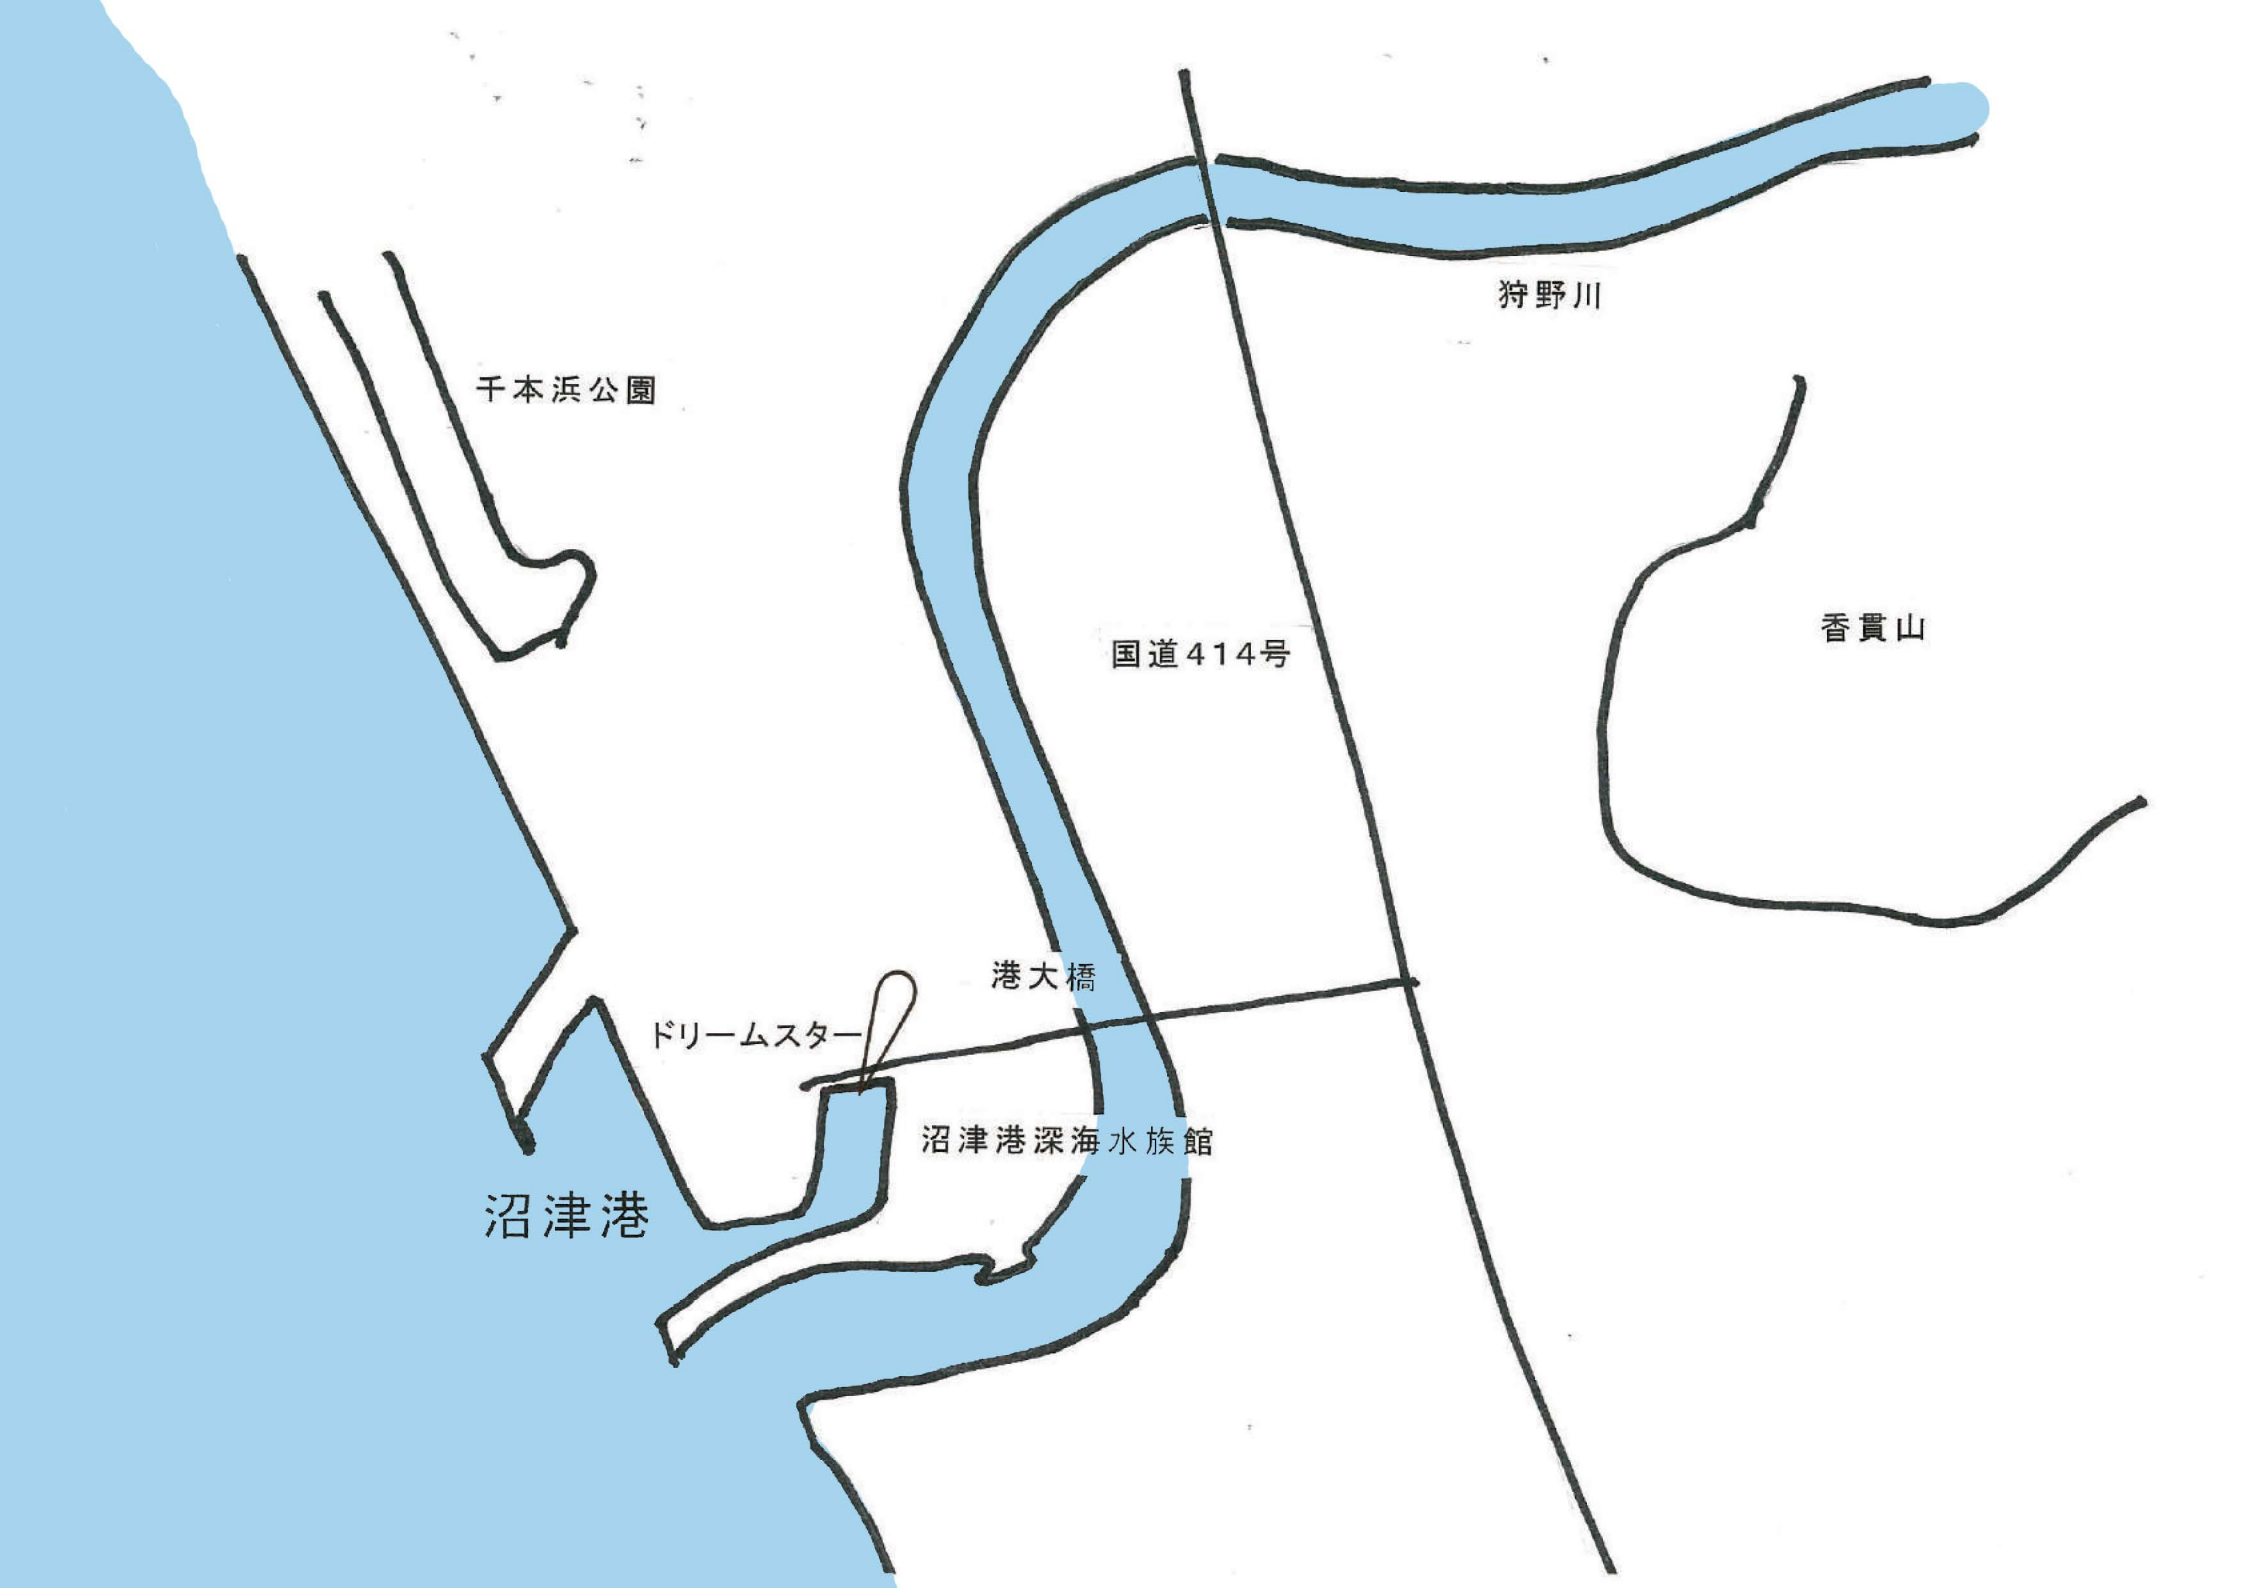 狩野川
千本浜公園
香貫山
国道414号
港大橋
ドリームスター
沼津港深海水族館
沼津港